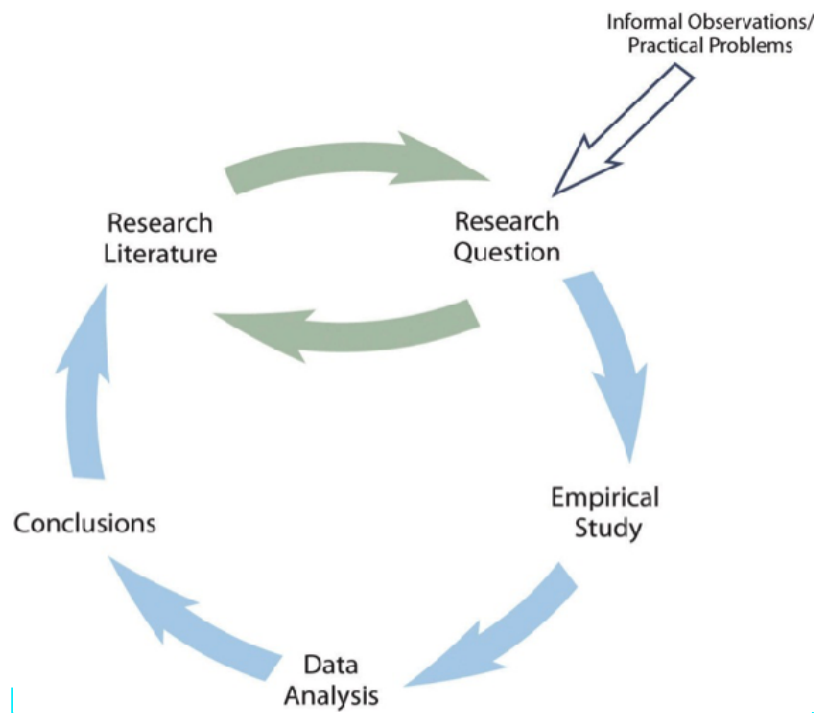 Informal Observations/
Practical Problems
Research
Literature
Research
Question
Empirical
Study
Conclusions
Data
Analysis